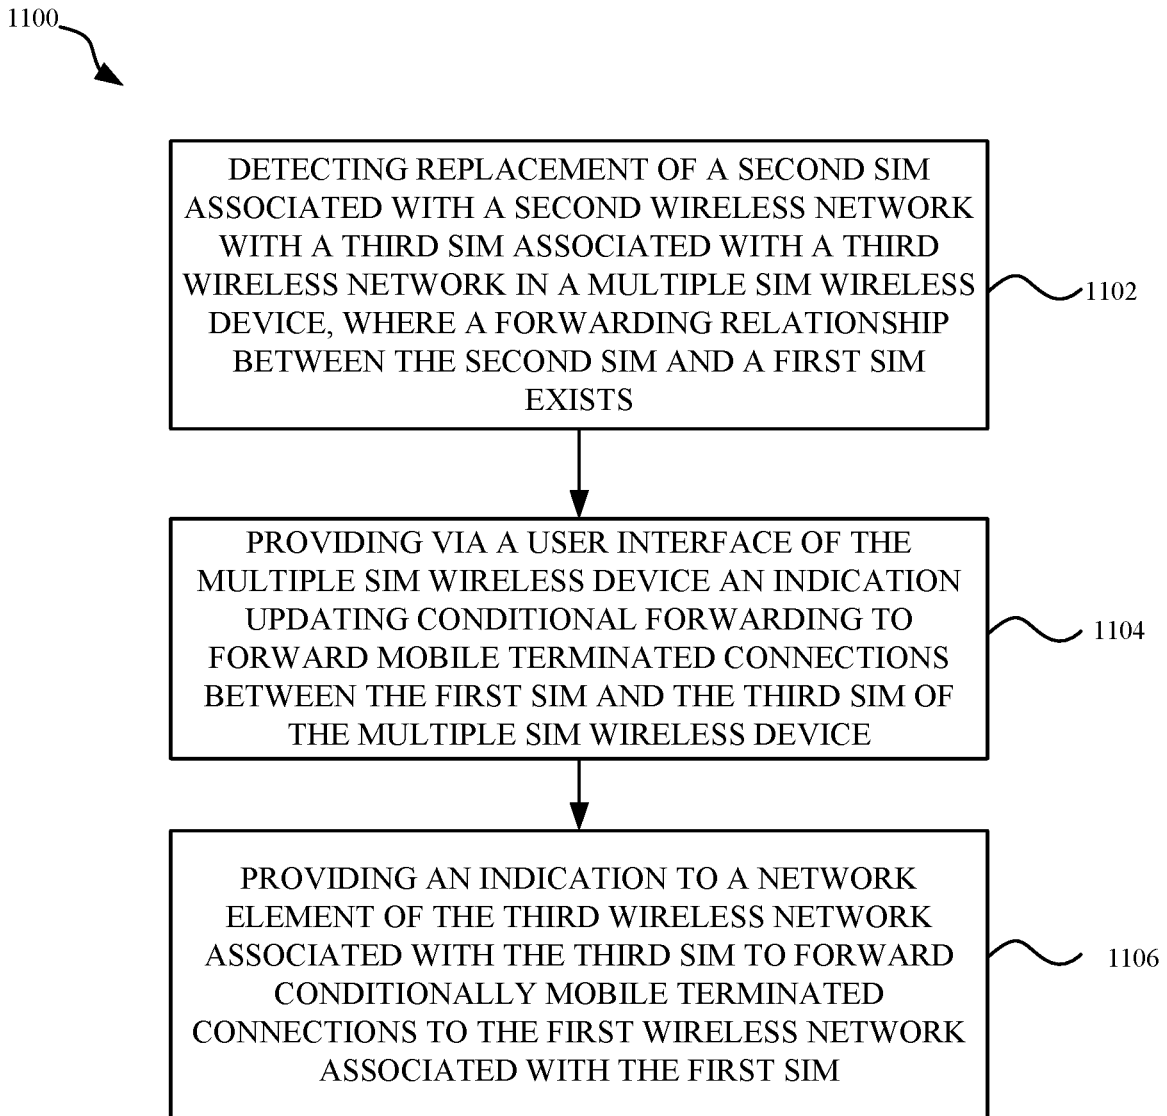 1100
DETECTING REPLACEMENT OF A SECOND SIM
ASSOCIATED WITH A SECOND WIRELESS NETWORK
WITH A THIRD SIM ASSOCIATED WITH A THIRD
WIRELESS NETWORK IN A MULTIPLE SIM WIRELESS
DEVICE, WHERE A FORWARDING RELATIONSHIP
BETWEEN THE SECOND SIM AND A FIRST SIM
EXISTS
1102
PROVIDING VIA A USER INTERFACE OF THE
MULTIPLE SIM WIRELESS DEVICE AN INDICATION
UPDATING CONDITIONAL FORWARDING TO
FORWARD MOBILE TERMINATED CONNECTIONS
BETWEEN THE FIRST SIM AND THE THIRD SIM OF
THE MULTIPLE SIM WIRELESS DEVICE
1104
PROVIDING AN INDICATION TO A NETWORK
ELEMENT OF THE THIRD WIRELESS NETWORK
ASSOCIATED WITH THE THIRD SIM TO FORWARD
CONDITIONALLY MOBILE TERMINATED
CONNECTIONS TO THE FIRST WIRELESS NETWORK
ASSOCIATED WITH THE FIRST SIM
1106